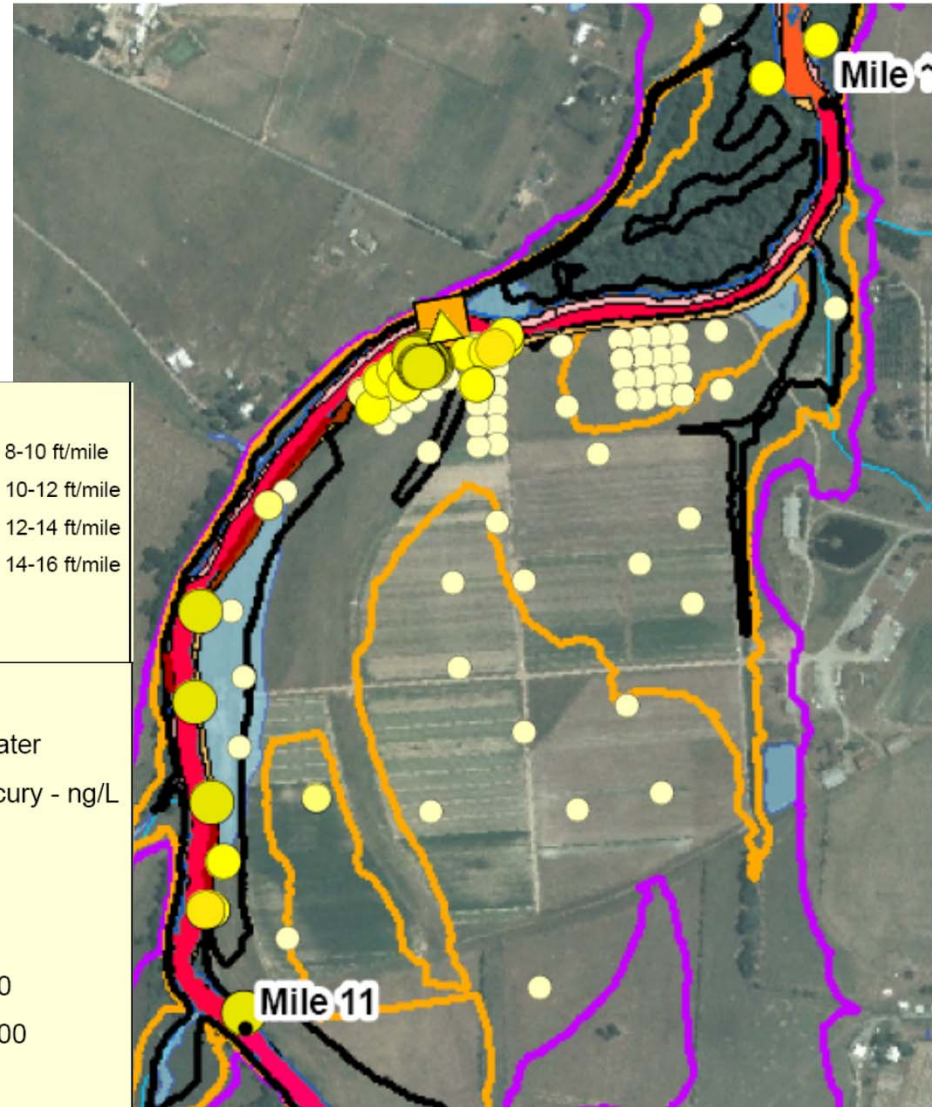 Mile
8-10 ft/mile
10-12 ft/mile
12-14 ft/mile
14-16 ft/mile
ater
cury - ng/L
0
00
Mile 11